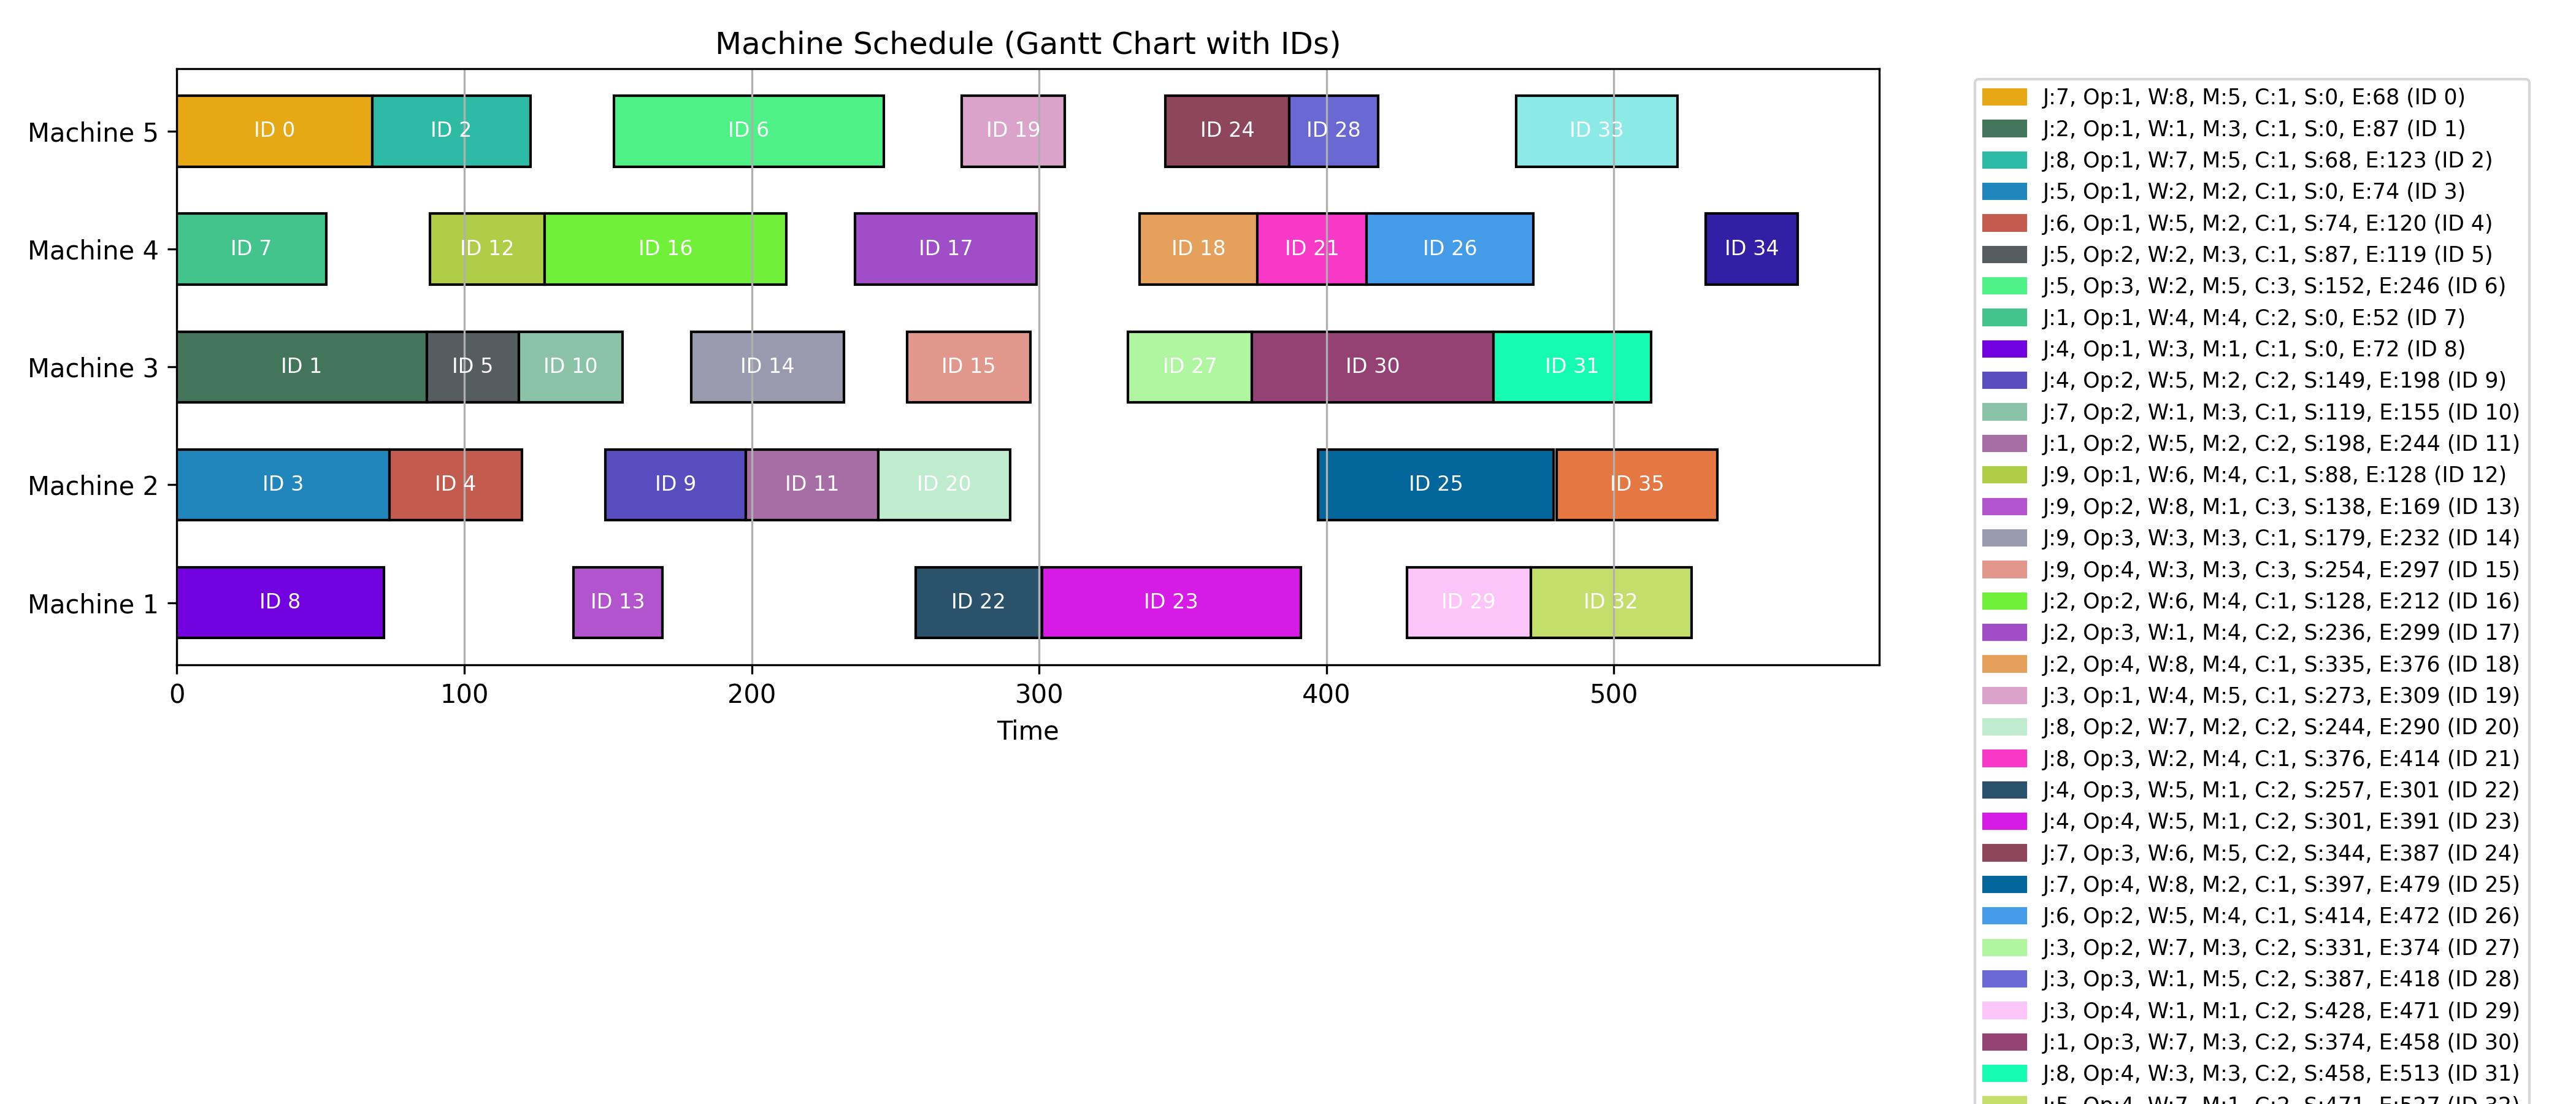 Machine Schedule (Gantt Chart with IDs)
Machine 5
ID 0
ID 2
ID 6
ID 19
ID 24
ID 28
ID 33
Machine 4
ID 7
ID 12
ID 16
ID 17
ID 18
ID 21
ID 26
ID 34
Machine 3
ID 1
ID 5
ID 10
ID 14
ID 15
ID 27
ID 30
ID 31
Machine 2
ID 3
ID 4
ID 9
ID 11
ID 20
ID 25
ID 35
Machine 1
ID 8
ID 13
ID 22
ID 23
ID 29
ID 32
0 100 200 300 400 500
Time
J:7, Op:1, W:8, M:5, C:1, S:0, E:68 (ID 0)
J:2, Op:1, W:1, M:3, C:1, S:0, E:87 (ID 1)
J:8, Op:1, W:7, M:5, C:1, S:68, E:123 (ID 2)
J:5, Op:1, W:2, M:2, C:1, S:0, E:74 (ID 3)
J:6, Op:1, W:5, M:2, C:1, S:74, E:120 (ID 4)
J:5, Op:2, W:2, M:3, C:1, S:87, E:119 (ID 5)
J:5, Op:3, W:2, M:5, C:3, S:152, E:246 (ID 6)
J:1, Op:1, W:4, M:4, C:2, S:0, E:52 (ID 7)
J:4, Op:1, W:3, M:1, C:1, S:0, E:72 (ID 8)
J:4, Op:2, W:5, M:2, C:2, S:149, E:198 (ID 9)
J:7, Op:2, W:1, M:3, C:1, S:119, E:155 (ID 10)
J:1, Op:2, W:5, M:2, C:2, S:198, E:244 (ID 11)
J:9, Op:1, W:6, M:4, C:1, S:88, E:128 (ID 12)
J:9, Op:2, W:8, M:1, C:3, S:138, E:169 (ID 13)
J:9, Op:3, W:3, M:3, C:1, S:179, E:232 (ID 14)
J:9, Op:4, W:3, M:3, C:3, S:254, E:297 (ID 15)
J:2, Op:2, W:6, M:4, C:1, S:128, E:212 (ID 16)
J:2, Op:3, W:1, M:4, C:2, S:236, E:299 (ID 17)
J:2, Op:4, W:8, M:4, C:1, S:335, E:376 (ID 18)
J:3, Op:1, W:4, M:5, C:1, S:273, E:309 (ID 19)
J:8, Op:2, W:7, M:2, C:2, S:244, E:290 (ID 20)
J:8, Op:3, W:2, M:4, C:1, S:376, E:414 (ID 21)
J:4, Op:3, W:5, M:1, C:2, S:257, E:301 (ID 22)
J:4, Op:4, W:5, M:1, C:2, S:301, E:391 (ID 23)
J:7, Op:3, W:6, M:5, C:2, S:344, E:387 (ID 24)
J:7, Op:4, W:8, M:2, C:1, S:397, E:479 (ID 25)
J:6, Op:2, W:5, M:4, C:1, S:414, E:472 (ID 26)
J:3, Op:2, W:7, M:3, C:2, S:331, E:374 (ID 27)
J:3, Op:3, W:1, M:5, C:2, S:387, E:418 (ID 28)
J:3, Op:4, W:1, M:1, C:2, S:428, E:471 (ID 29)
J:1, Op:3, W:7, M:3, C:2, S:374, E:458 (ID 30)
J:8, Op:4, W:3, M:3, C:2, S:458, E:513 (ID 31)